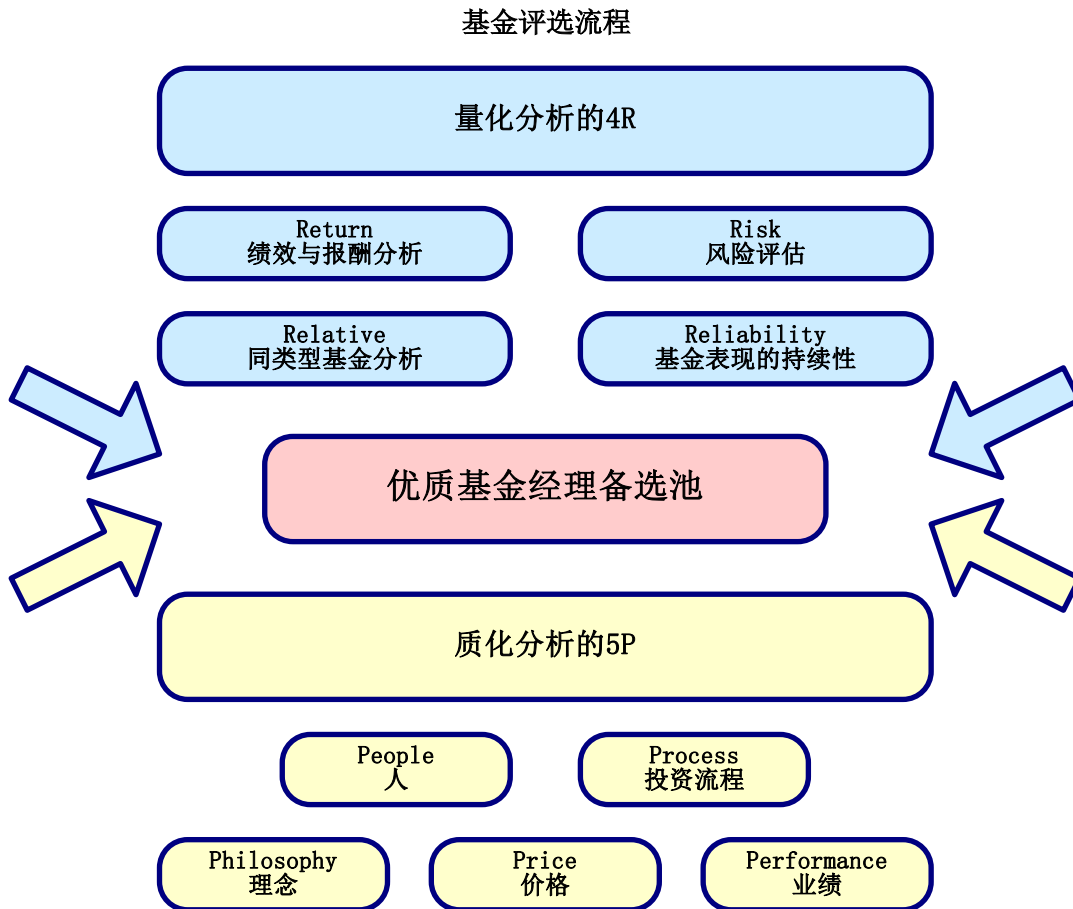 基金评选流程
量化分析的4R
Return
绩效与报酬分析
Risk
风险评估
Relative
同类型基金分析
Reliability
基金表现的持续性
优质基金经理备选池
质化分析的5P
People
人
Process
投资流程
Philosophy
理念
Price
价格
Performance
业绩